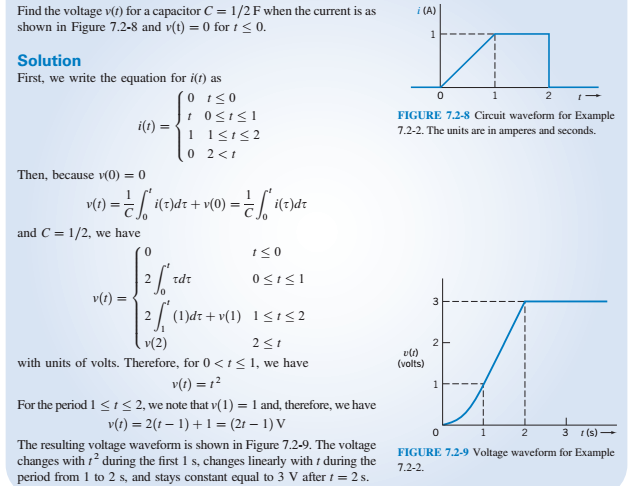 Find the voltage v(t) for a capacitor C = 1/2 F when the current is as
shown in Figure 7.2-8 and v(t) = 0 for t ≤ 0.
Solution
First, we write the equation for i(t) as
i(t) = { 0 t ≤ 0
t 0 ≤ t ≤ 1
1 1 ≤ t ≤ 2
0 2 < t
Then, because v(0) = 0
v(t) = 1/C ∫₀ᵗ i(τ)dτ + v(0) = 1/C ∫₀ᵗ i(τ)dτ
and C = 1/2, we have
v(t) = { 0 t ≤ 0
2 ∫₀ᵗ τdτ 0 ≤ t ≤ 1
2 ∫₁ᵗ (1)dτ + v(1) 1 ≤ t ≤ 2
v(2) 2 ≤ t
with units of volts. Therefore, for 0 < t ≤ 1, we have
v(t) = t²
For the period 1 ≤ t ≤ 2, we note that v(1) = 1 and, therefore, we have
v(t) = 2(t − 1) + 1 = (2t − 1) V
The resulting voltage waveform is shown in Figure 7.2-9. The voltage
changes with t² during the first 1 s, changes linearly with t during the
period from 1 to 2 s, and stays constant equal to 3 V after t = 2 s.
i (A)
1
0 1 2 t
FIGURE 7.2-8 Circuit waveform for Example
7.2-2. The units are in amperes and seconds.
3
2
v(t)
(volts)
1
0 1 2 3 t (s)
FIGURE 7.2-9 Voltage waveform for Example
7.2-2.